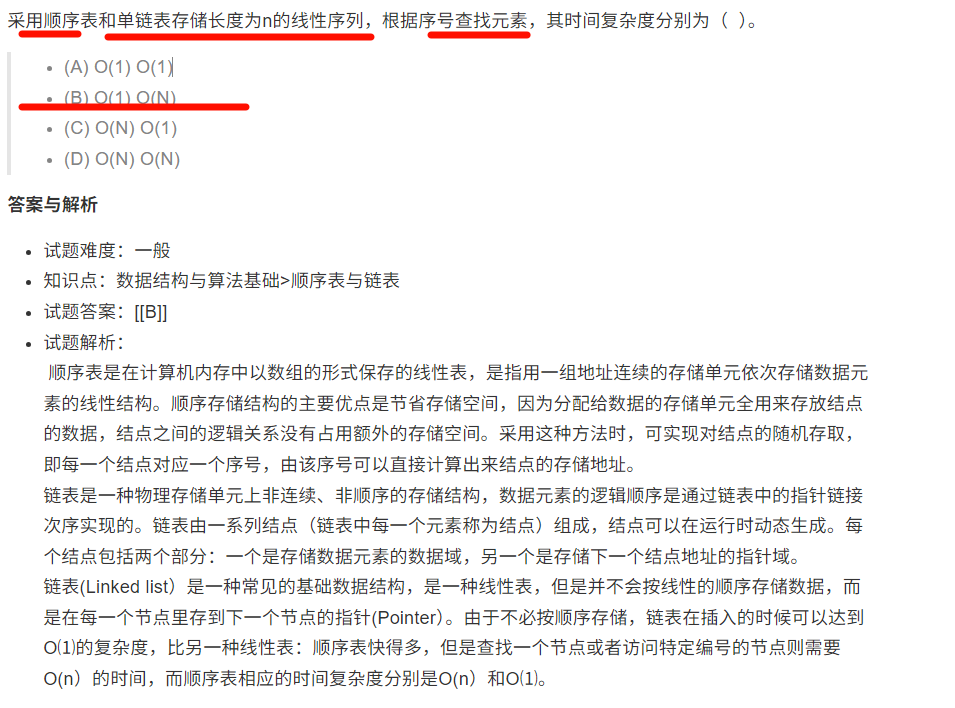 采用顺序表和单链表存储长度为n的线性序列，根据序号查找元素，其时间复杂度分别为（ ）。
(A) O(1) O(1)
(B) O(1) O(N)
(C) O(N) O(1)
(D) O(N) O(N)
答案与解析
试题难度：一般
知识点：数据结构与算法基础>顺序表与链表
试题答案：[[B]]
试题解析：
顺序表是在计算机内存中以数组的形式保存的线性表，是指用一组地址连续的存储单元依次存储数据元
素的线性结构。顺序存储结构的主要优点是节省存储空间，因为分配给数据的存储单元全用来存放结点
的数据，结点之间的逻辑关系没有占用额外的存储空间。采用这种方法时，可实现对结点的随机存取，
即每一个结点对应一个序号，由该序号可以直接计算出来结点的存储地址。
链表是一种物理存储单元上非连续、非顺序的存储结构，数据元素的逻辑顺序是通过链表中的指针链接
次序实现的。链表由一系列结点（链表中每一个元素称为结点）组成，结点可以在运行时动态生成。每
个结点包括两个部分：一个是存储数据元素的数据域，另一个是存储下一个结点地址的指针域。
链表(Linked list）是一种常见的基础数据结构，是一种线性表，但是并不会按线性的顺序存储数据，而
是在每一个节点里存到下一个节点的指针(Pointer）。由于不必按顺序存储，链表在插入的时候可以达到
O⑴的复杂度，比另一种线性表：顺序表快得多，但是查找一个节点或者访问特定编号的节点则需要
O(n）的时间，而顺序表相应的时间复杂度分别是O(n）和O⑴。